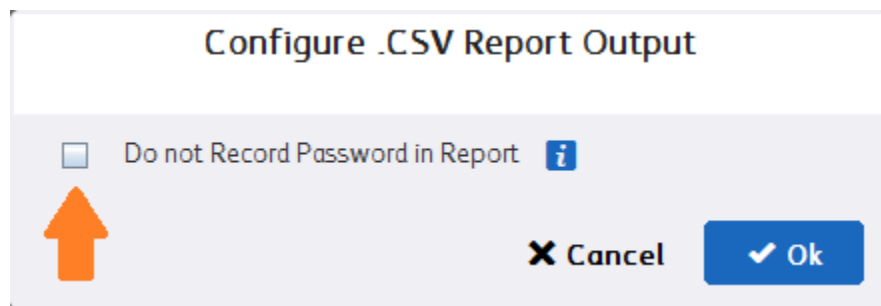 Configure .CSV Report Output
Do not Record Password in Report i
Cancel Ok